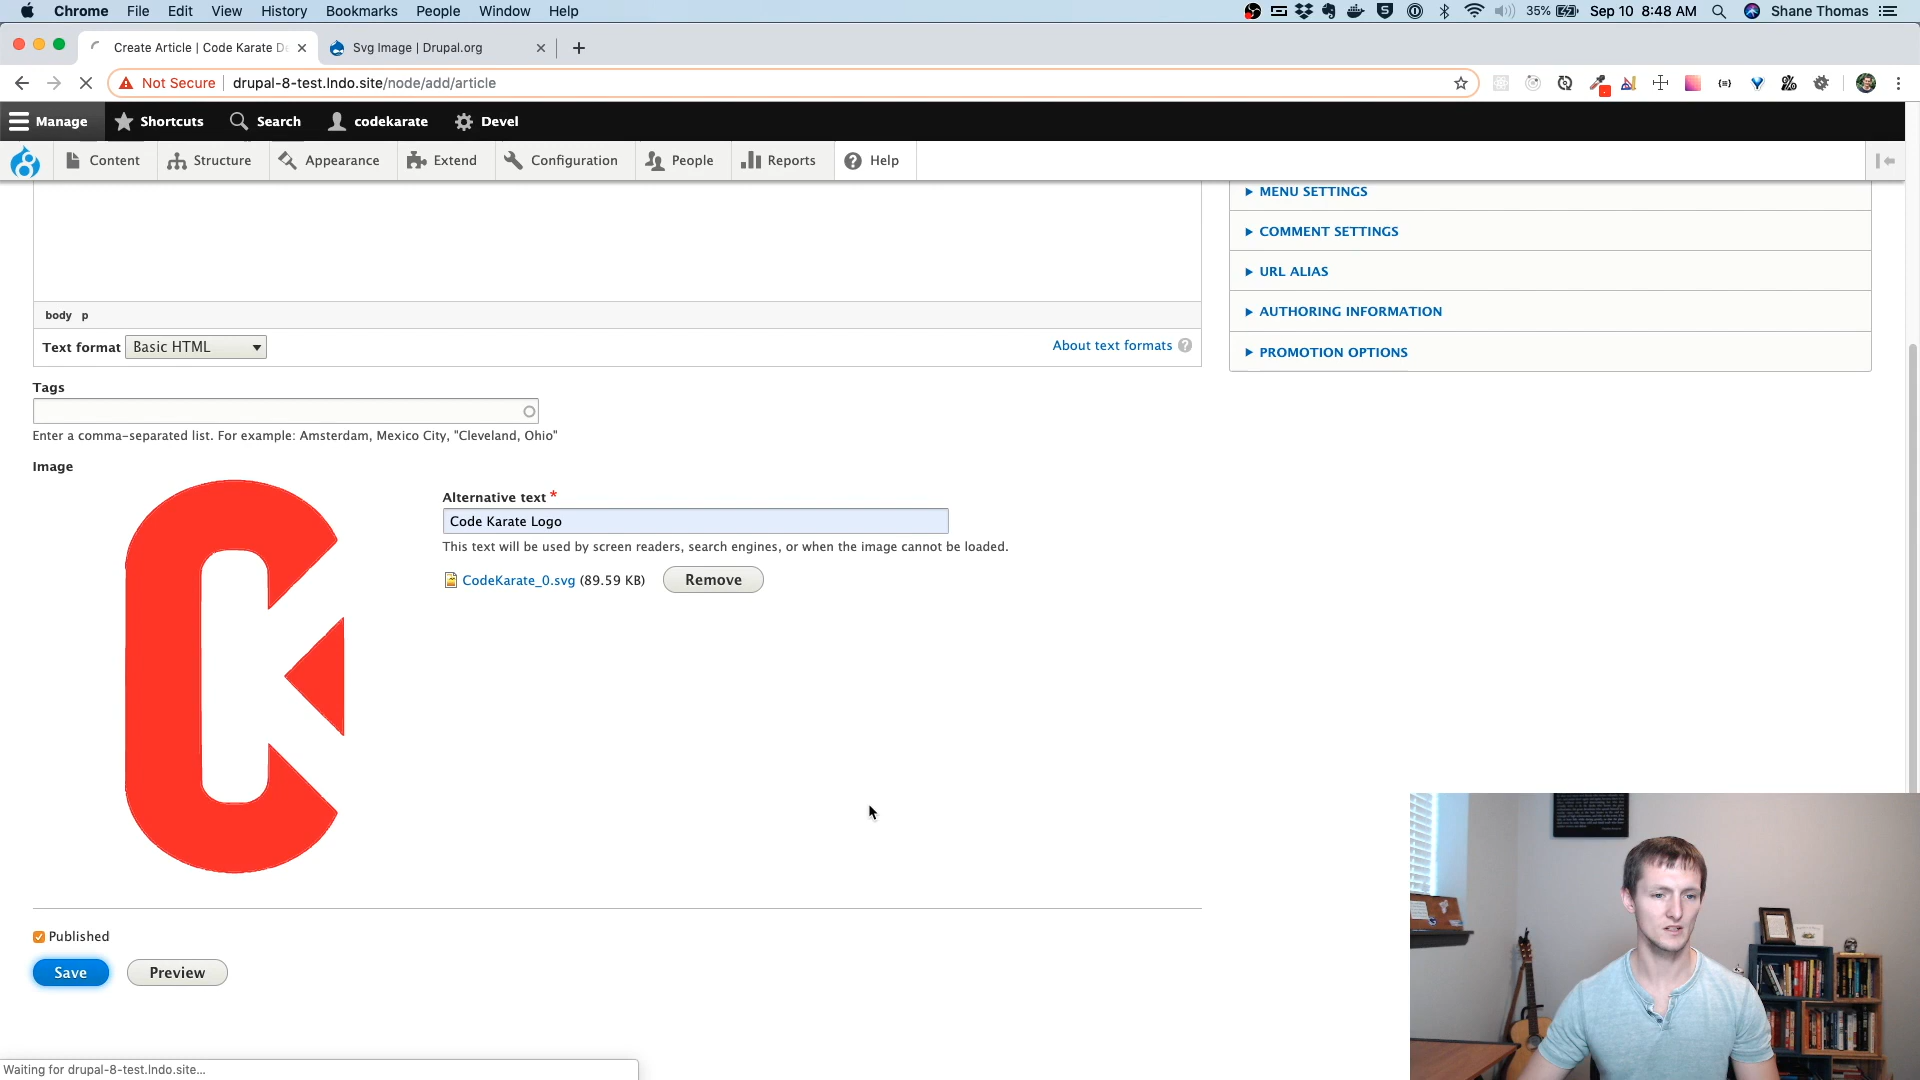 Chrome File Edit View History Bookmarks People Window Help 35% Sep 10 8:48 AM Shane Thomas
Create Article | Code Karate De Svg Image | Drupal.org
Not Secure drupal-8-test.lndo.site/node/add/article
Manage Shortcuts Search codekarate Devel
Content Structure Appearance Extend Configuration People Reports Help
MENU SETTINGS
COMMENT SETTINGS
URL ALIAS
AUTHORING INFORMATION
PROMOTION OPTIONS
body p
Text format Basic HTML About text formats ?
Tags
Enter a comma-separated list. For example: Amsterdam, Mexico City, "Cleveland, Ohio"
Image
Alternative text *
Code Karate Logo
This text will be used by screen readers, search engines, or when the image cannot be loaded.
CodeKarate_0.svg (89.59 KB) Remove
Published
Save Preview
Waiting for drupal-8-test.lndo.site...